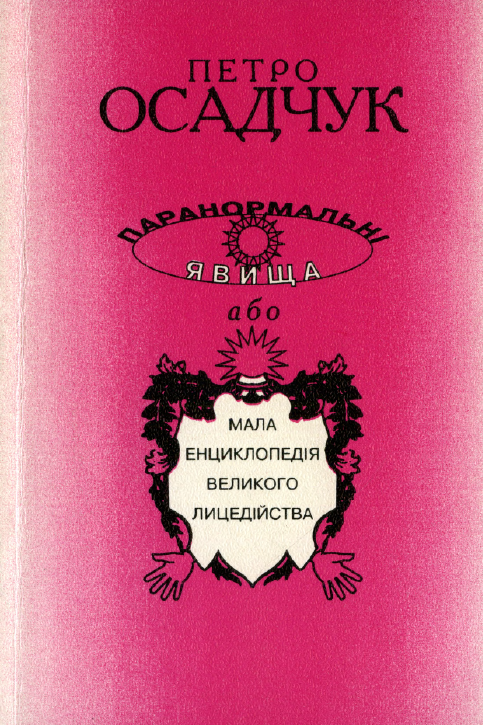 ПЕТРО
ОСАДЧУК
ПАРАНОРМАЛЬНІ
ЯВИЩА
або
МАЛА
ЕНЦИКЛОПЕДІЯ
ВЕЛИКОГО
ЛИЦЕДІЙСТВА